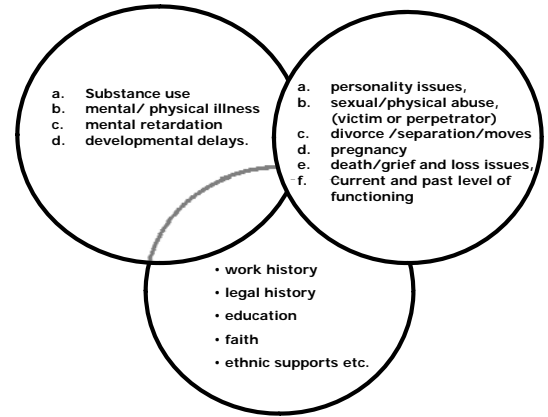 a. Substance use
b. mental/ physical illness
c. mental retardation
d. developmental delays.
a. personality issues,
b. sexual/physical abuse,
(victim or perpetrator)
c. divorce /separation/moves
d. pregnancy
e. death/grief and loss issues,
f. Current and past level of
functioning
• work history
• legal history
• education
• faith
• ethnic supports etc.